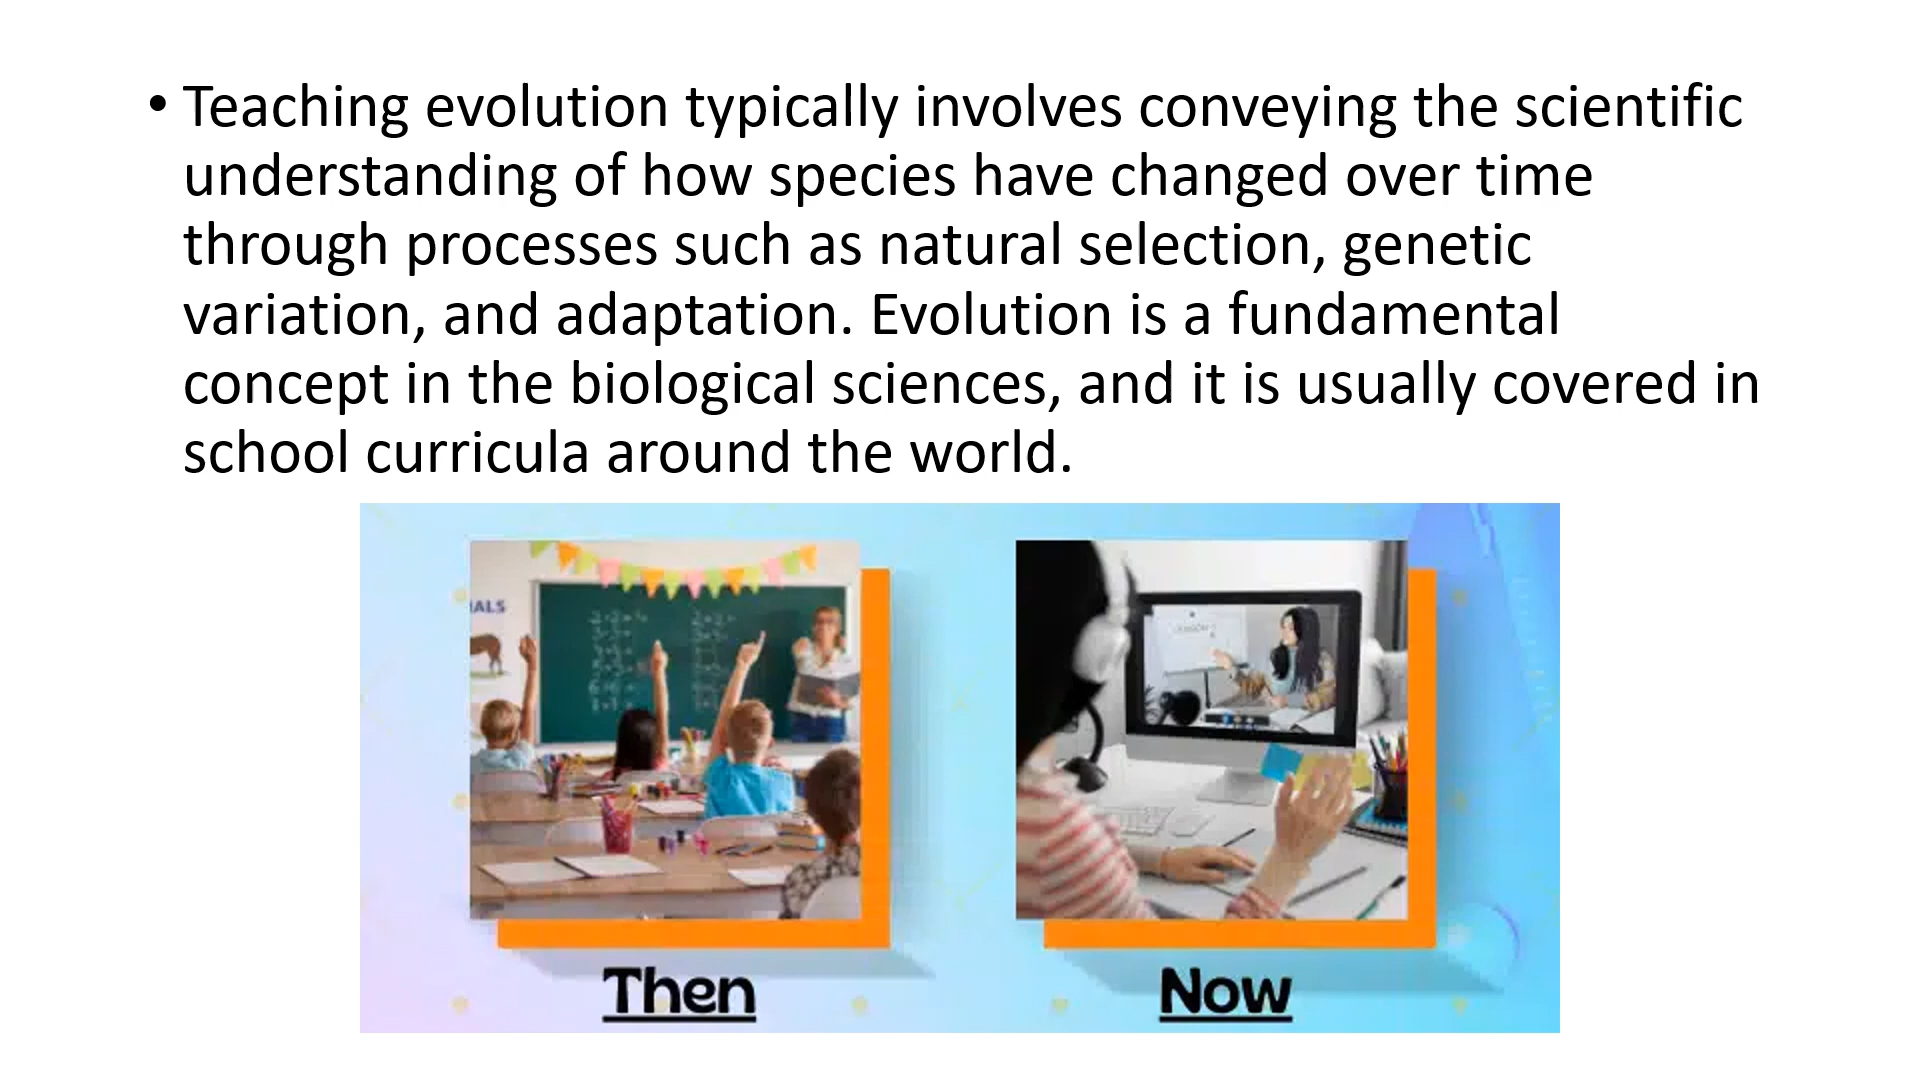 • Teaching evolution typically involves conveying the scientific
understanding of how species have changed over time
through processes such as natural selection, genetic
variation, and adaptation. Evolution is a fundamental
concept in the biological sciences, and it is usually covered in
school curricula around the world.
IALS
Then
Now